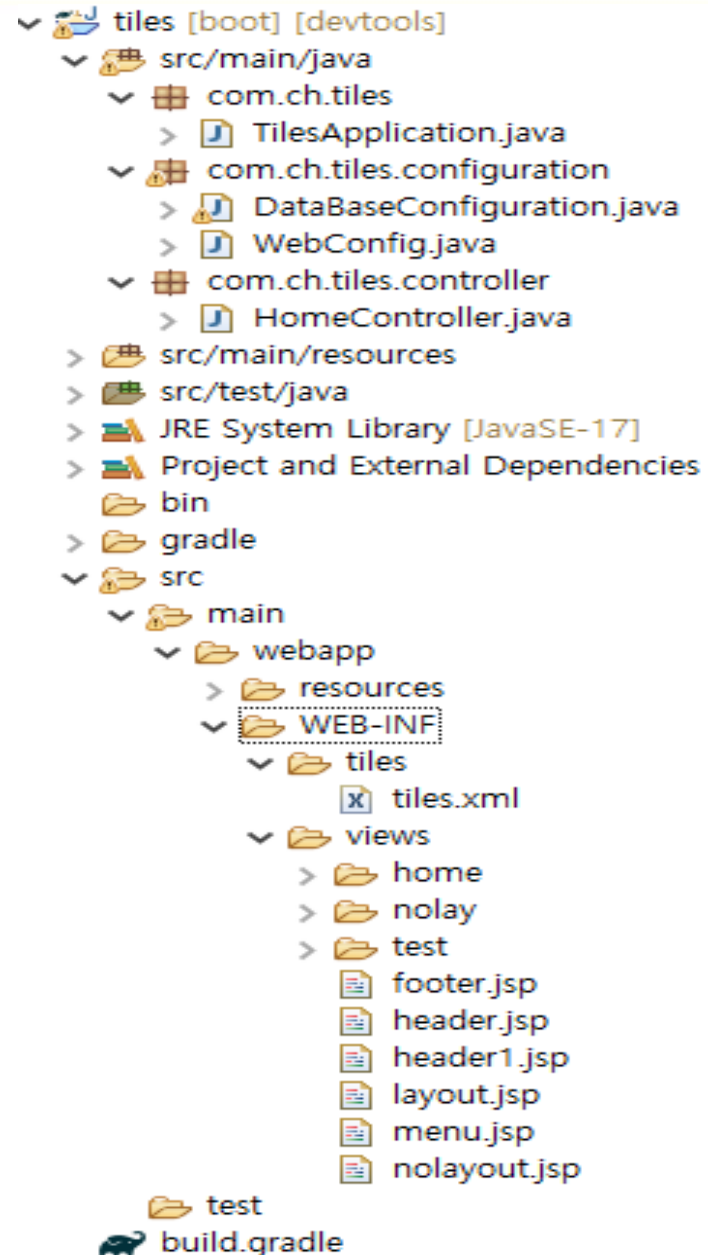 tiles [boot] [devtools]
src/main/java
com.ch.tiles
TilesApplication.java
com.ch.tiles.configuration
DataBaseConfiguration.java
WebConfig.java
com.ch.tiles.controller
HomeController.java
src/main/resources
src/test/java
JRE System Library [JavaSE-17]
Project and External Dependencies
bin
gradle
src
main
webapp
resources
WEB-INF
tiles
tiles.xml
views
home
nolay
test
footer.jsp
header.jsp
header1.jsp
layout.jsp
menu.jsp
nolayout.jsp
test
build.gradle